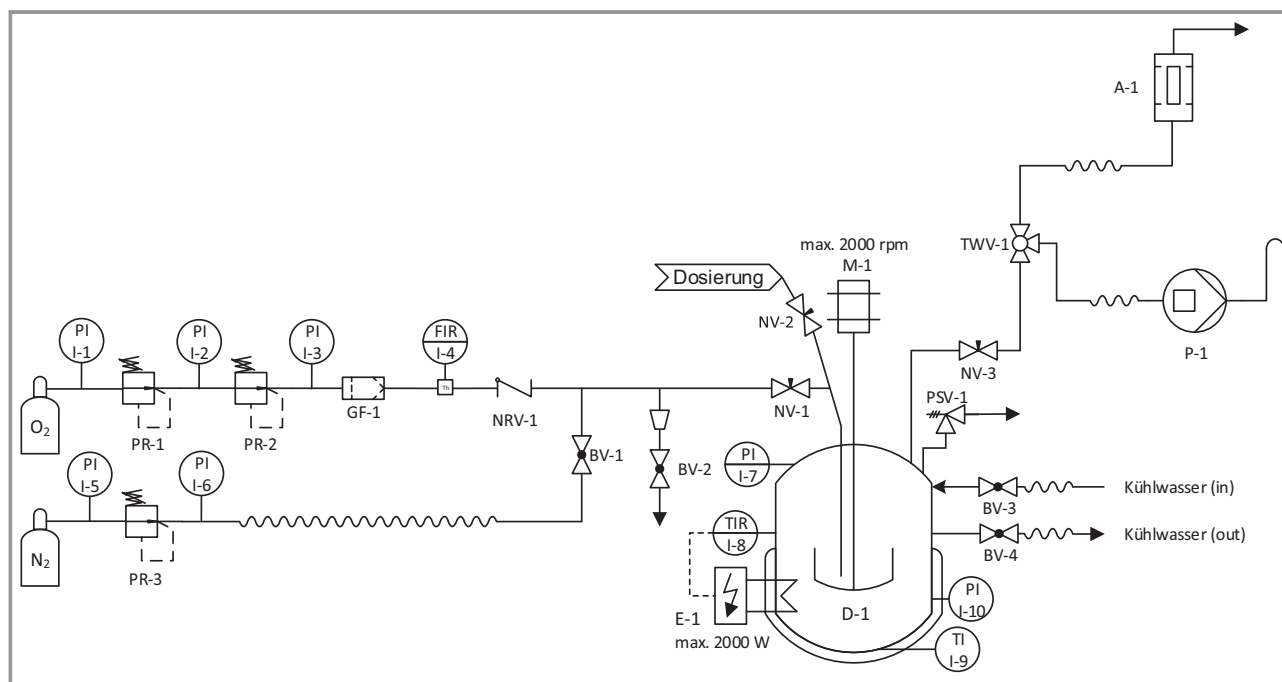 A-1
max. 2000 rpm
M-1
TWV-1
Dosierung
NV-2
P-1
NV-3
PI
I-1
PI
I-2
PI
I-3
FIR
I-4
Th
O2
PR-1
PR-2
GF-1
NRV-1
NV-1
PSV-1
BV-1
BV-2
PI
I-5
PI
I-6
N2
PR-3
PI
I-7
Kühlwasser (in)
BV-3
TIR
I-8
Kühlwasser (out)
BV-4
E-1
max. 2000 W
D-1
PI
I-10
TI
I-9